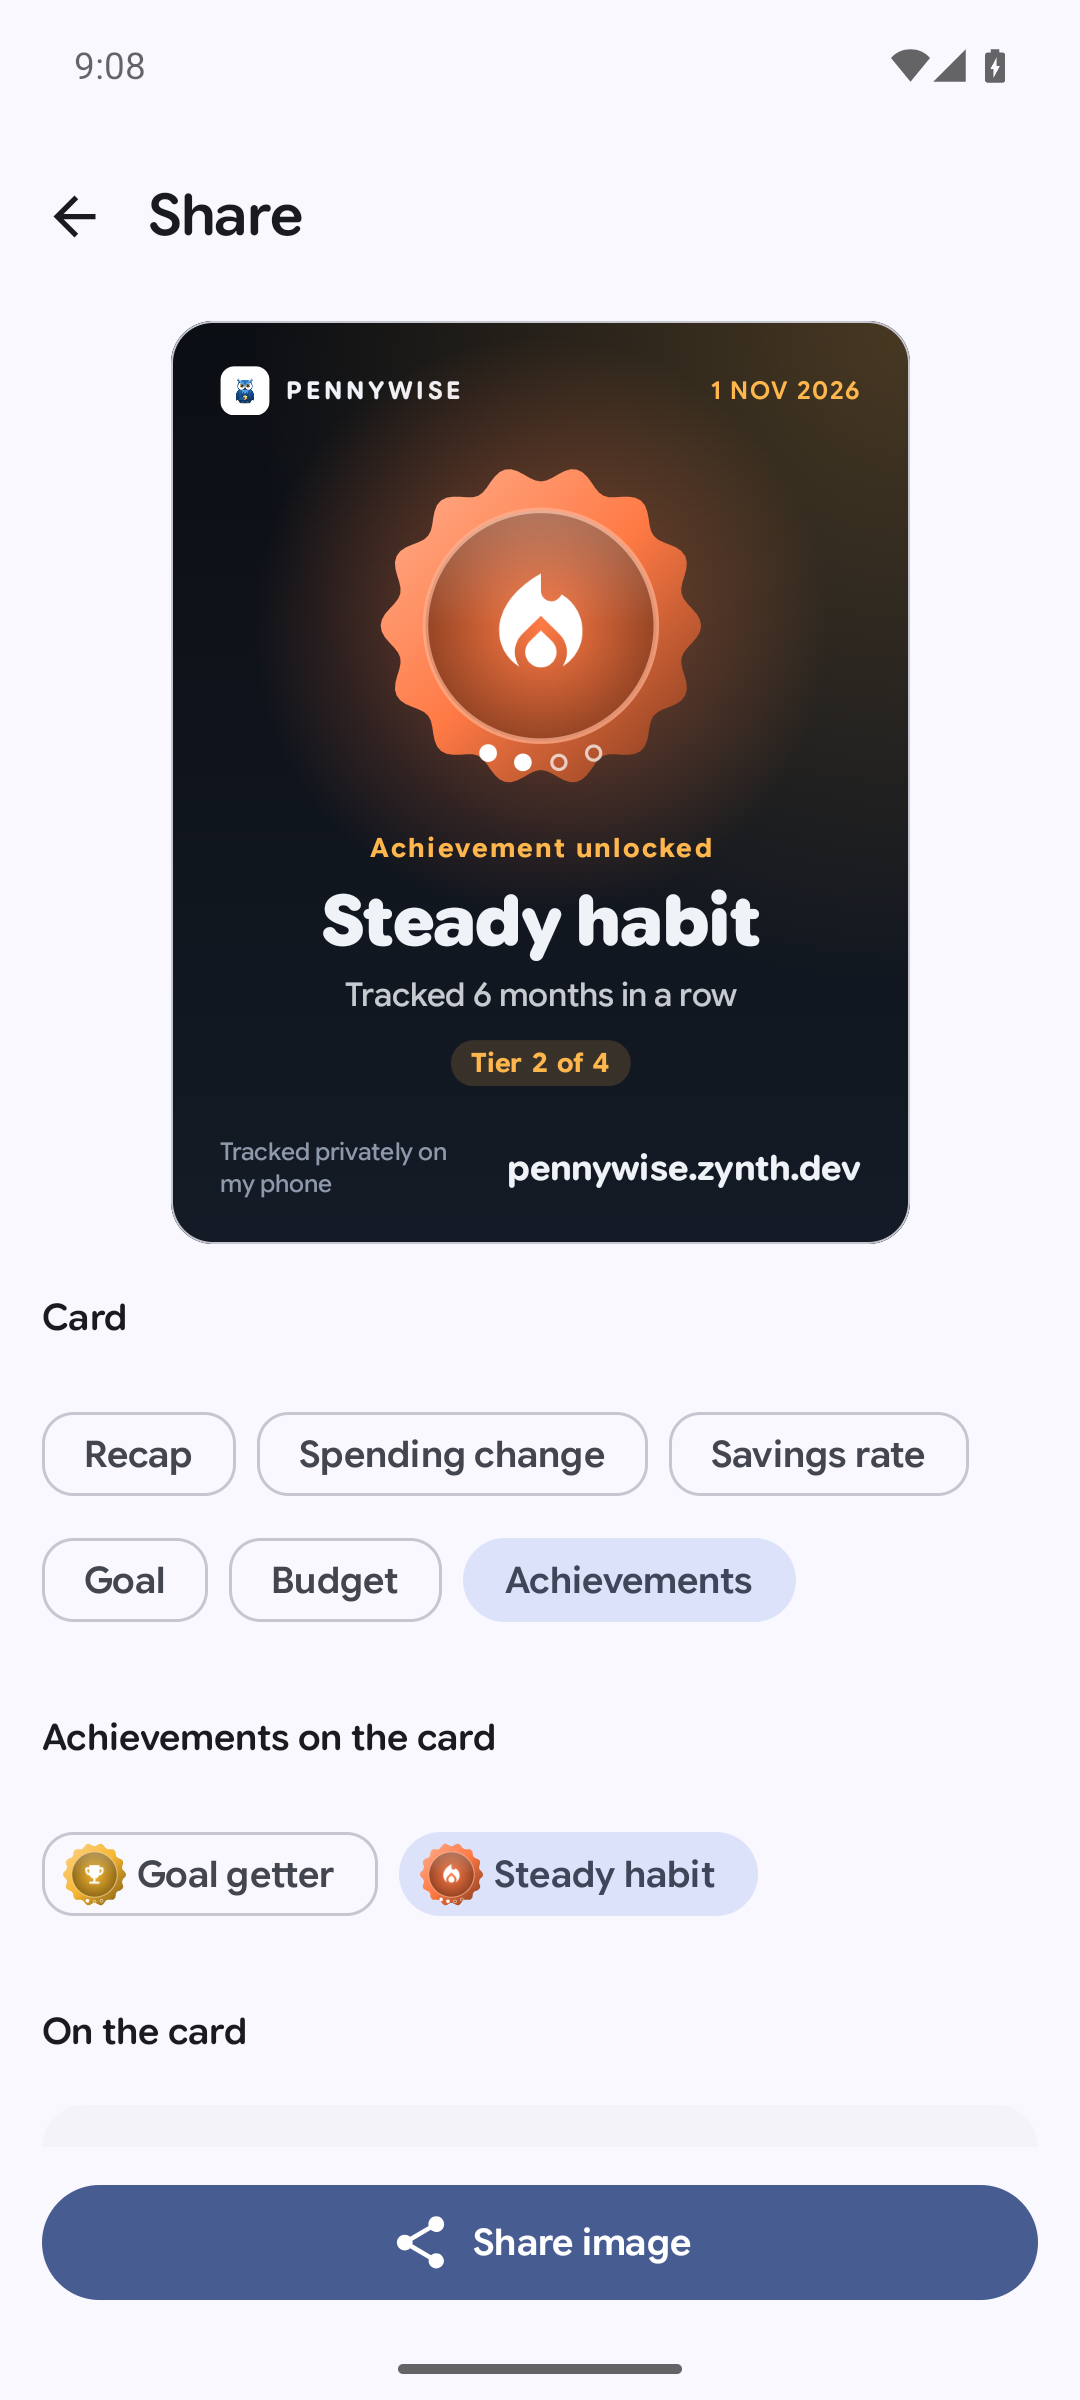 9:08
Share
PENNYWISE
1 NOV 2026
Achievement unlocked
Steady habit
Tracked 6 months in a row
Tier 2 of 4
Tracked privately on
my phone
pennywise.zynth.dev
Card
Recap
Spending change
Savings rate
Goal
Budget
Achievements
Achievements on the card
Goal getter
Steady habit
On the card
Share image